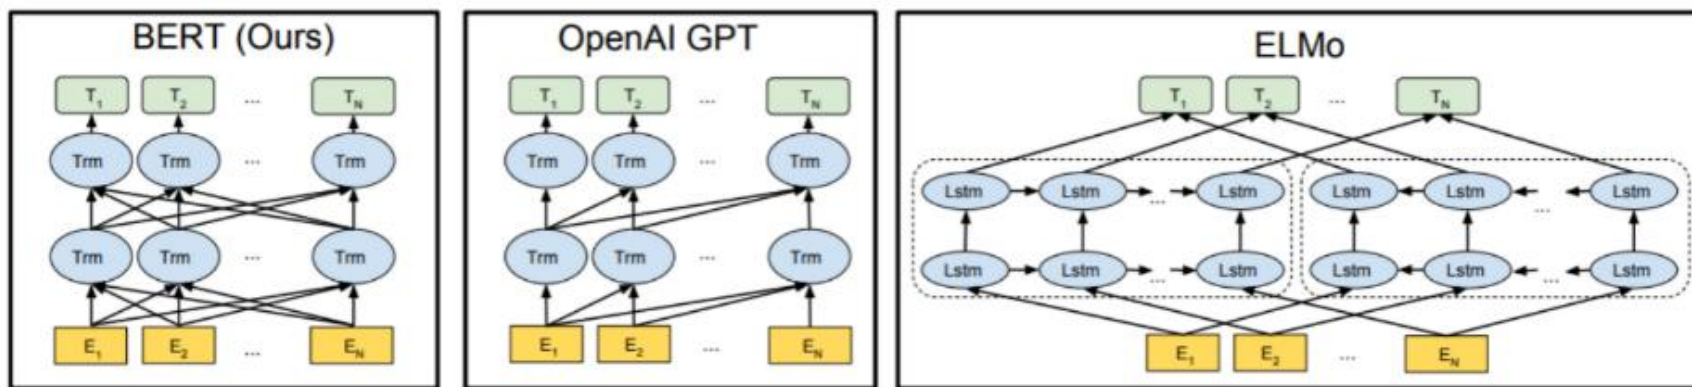 BERT (Ours)
T1 T2 ... TN
Trm Trm ... Trm
Trm Trm ... Trm
E1 E2 ... EN
OpenAI GPT
T1 T2 ... TN
Trm Trm ... Trm
Trm Trm ... Trm
E1 E2 ... EN
ELMo
T1 T2 ... TN
Lstm Lstm ... Lstm Lstm Lstm ... Lstm
Lstm Lstm ... Lstm Lstm Lstm ... Lstm
E1 E2 ... EN